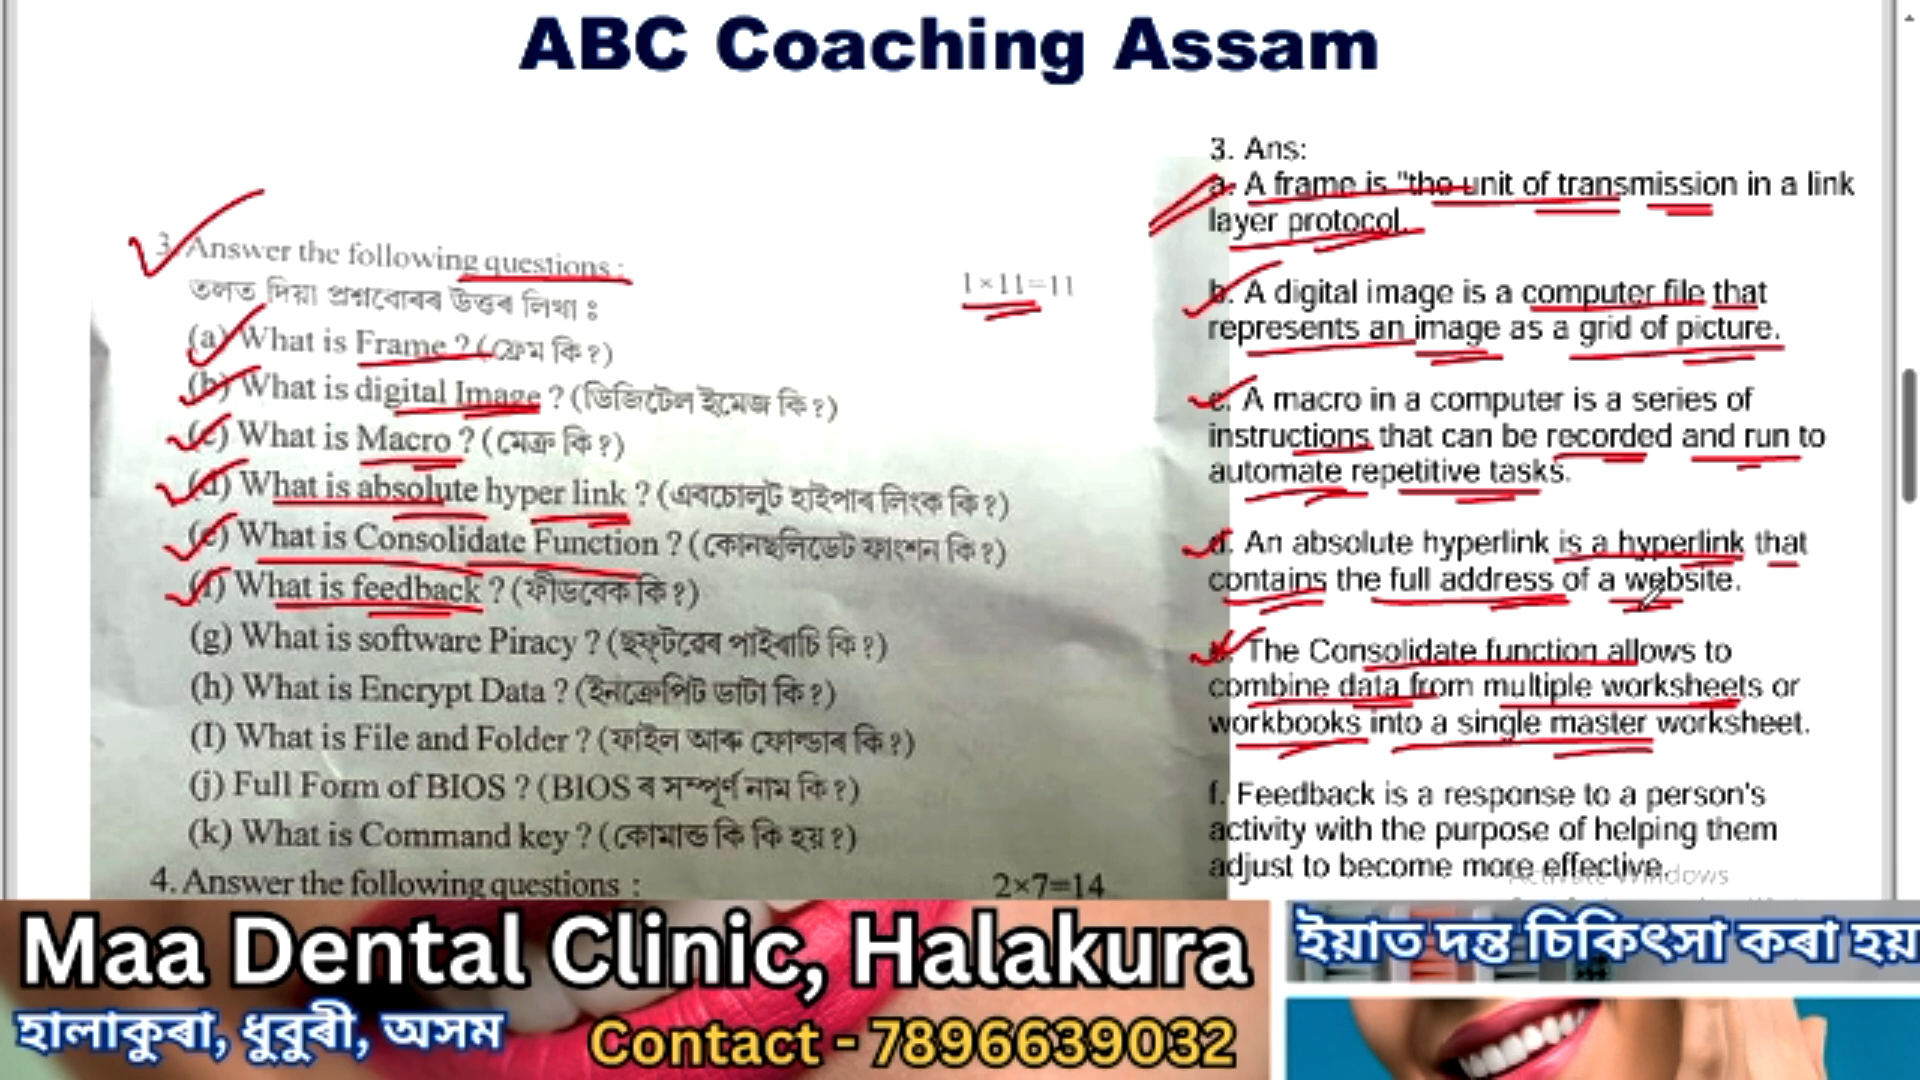 ABC Coaching Assam
3. Answer the following questions :
1×11=11
তলত দিয়া প্ৰশ্নবোৰৰ উত্তৰ লিখা ঃ
(a) What is Frame ? (ফ্ৰেম কি ?)
(b) What is digital Image ? (ডিজিটেল ইমেজ কি ?)
(c) What is Macro ? (মেক্ৰ কি ?)
(d) What is absolute hyper link ? (এবচোলুট হাইপাৰ লিংক কি ?)
(e) What is Consolidate Function ? (কোনছলিডেট ফাংশন কি ?)
(f) What is feedback ? (ফীডবেক কি ?)
(g) What is software Piracy ? (ছফ্‌টৱেৰ পাইৰাচি কি ?)
(h) What is Encrypt Data ? (ইনক্ৰেপিট ডাটা কি ?)
(I) What is File and Folder ? (ফাইল আৰু ফোল্ডাৰ কি ?)
(j) Full Form of BIOS ? (BIOS ৰ সম্পূৰ্ণ নাম কি ?)
(k) What is Command key ? (কোমান্ড কি কি হয় ?)
4. Answer the following questions :
2×7=14
3. Ans:
a. A frame is "the unit of transmission in a link
layer protocol.
b. A digital image is a computer file that
represents an image as a grid of picture.
c. A macro in a computer is a series of
instructions that can be recorded and run to
automate repetitive tasks.
d. An absolute hyperlink is a hyperlink that
contains the full address of a website.
e. The Consolidate function allows to
combine data from multiple worksheets or
workbooks into a single master worksheet.
f. Feedback is a response to a person's
activity with the purpose of helping them
adjust to become more effective.
Activate Windows
Maa Dental Clinic, Halakura
হালাকুৰা, ধুবুৰী, অসম
Contact - 7896639032
ইয়াত দন্ত চিকিৎসা কৰা হয়